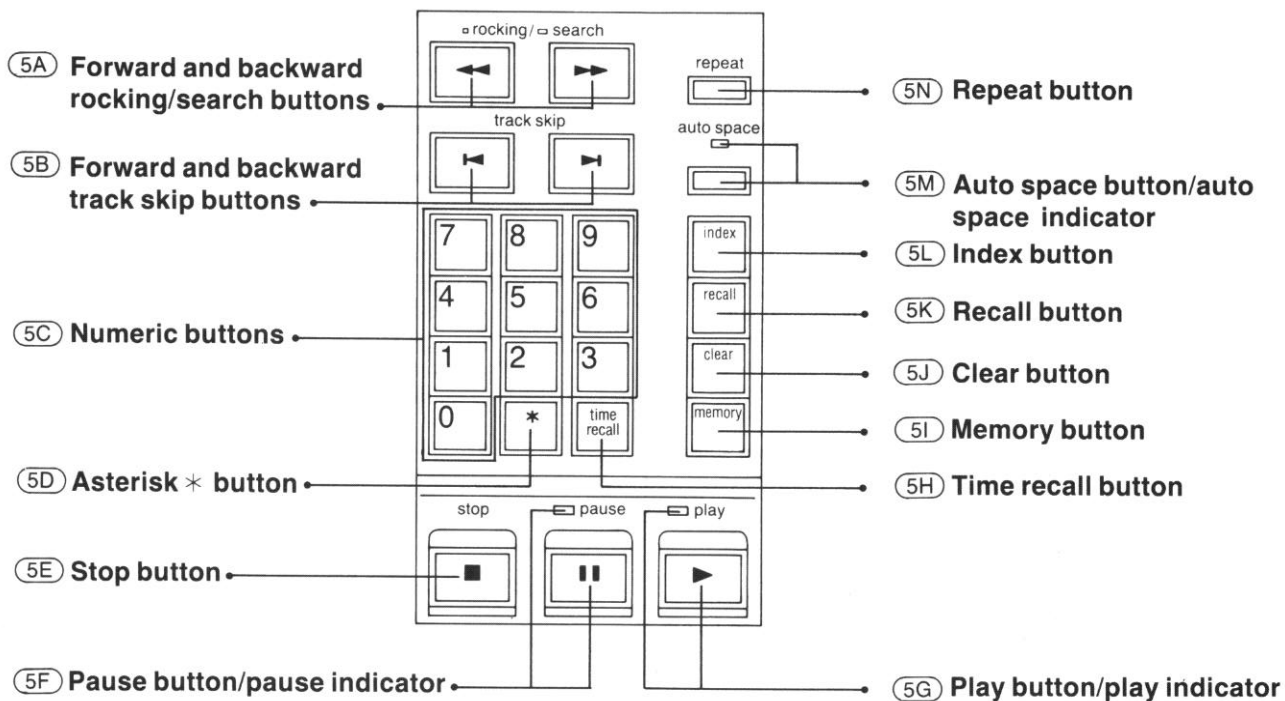 5A Forward and backward
rocking/search buttons
5B Forward and backward
track skip buttons
5C Numeric buttons
5D Asterisk * button
5E Stop button
5F Pause button/pause indicator
rocking/ search
track skip
7 8 9
4 5 6
1 2 3
0 * time
recall
stop pause play
repeat
auto space
index
recall
clear
memory
5N Repeat button
5M Auto space button/auto
space indicator
5L Index button
5K Recall button
5J Clear button
5I Memory button
5H Time recall button
5G Play button/play indicator